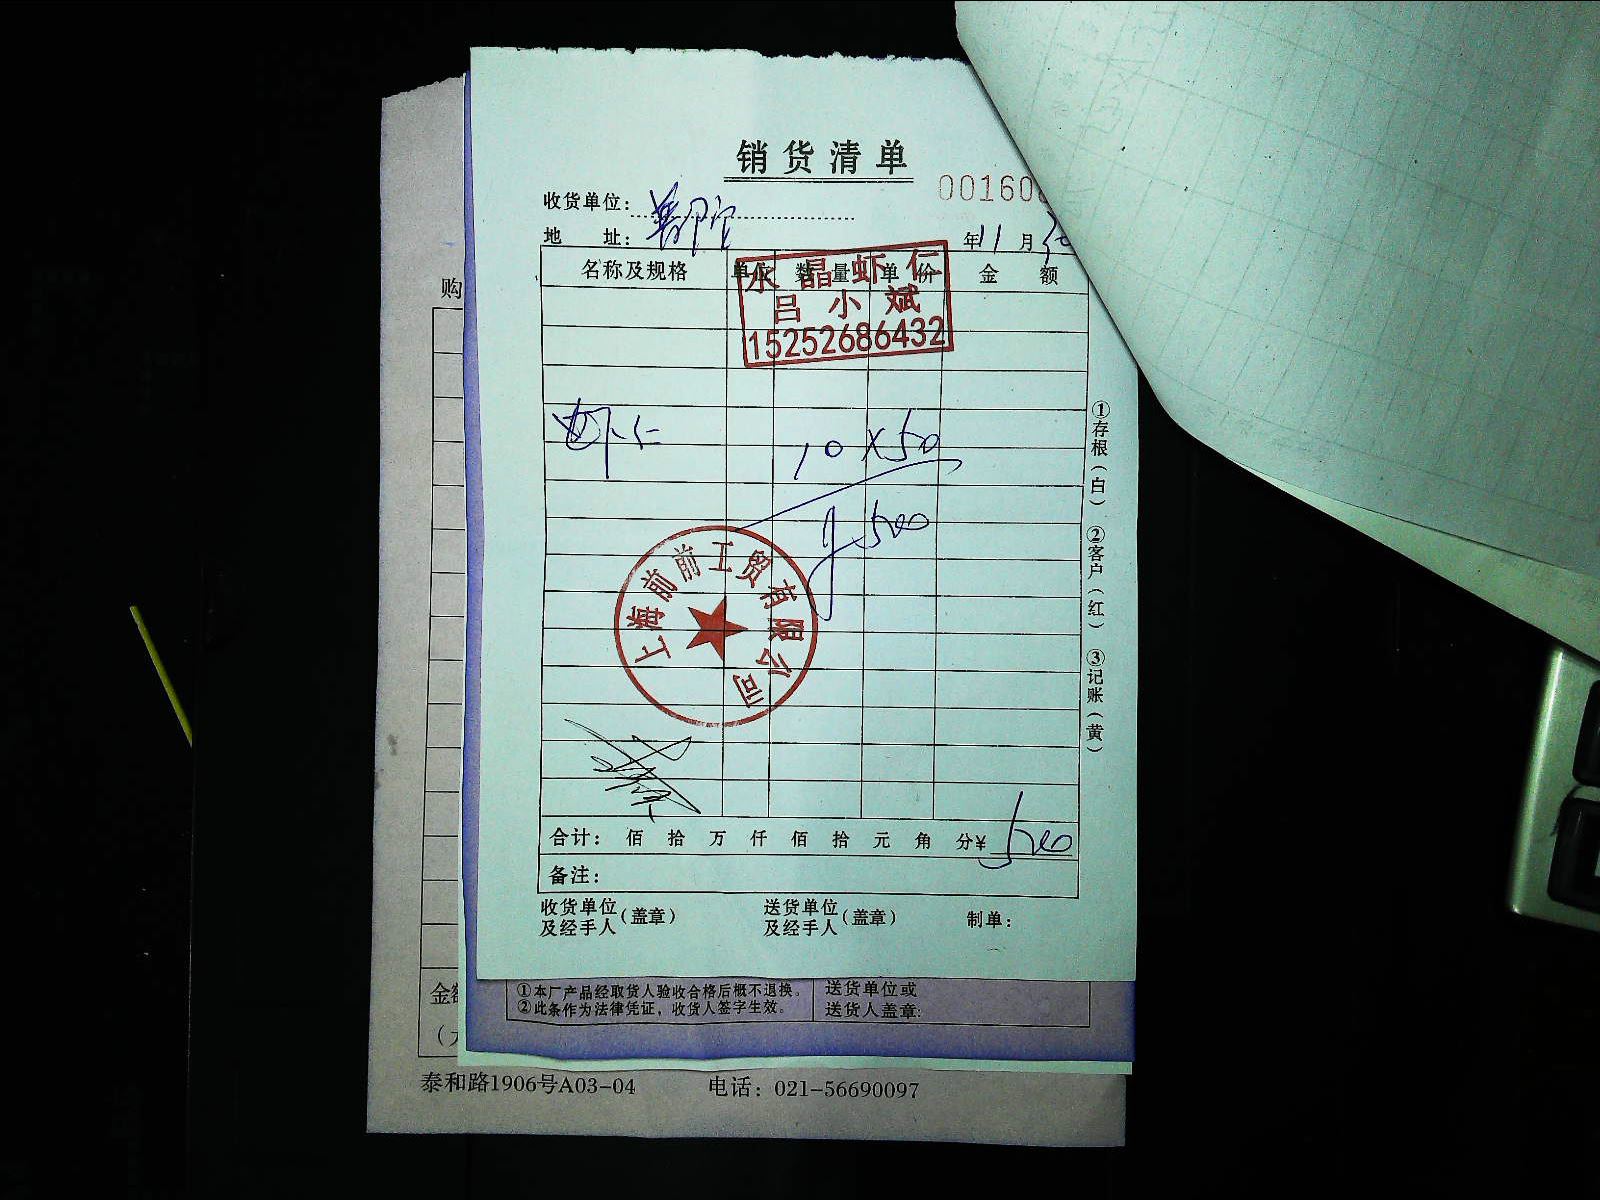 销货清单
00160
收货单位：
地 址： 年11月
名称及规格 单位 数量 单价 金额
水晶虾仁
吕小斌
15252686432
虾仁 10×50
500
上海前前工贸有限公司
合计： 佰 拾 万 仟 佰 拾 元 角 分¥ 500
备注：
收货单位及经手人（盖章） 送货单位及经手人（盖章） 制单：
①存根（白） ②客户（红） ③记账（黄）
购
金额
①本厂产品经取货人验收合格后概不退换。 送货单位或
②此条作为法律凭证，收货人签字生效。 送货人盖章：
泰和路1906号A03-04 电话：021-56690097